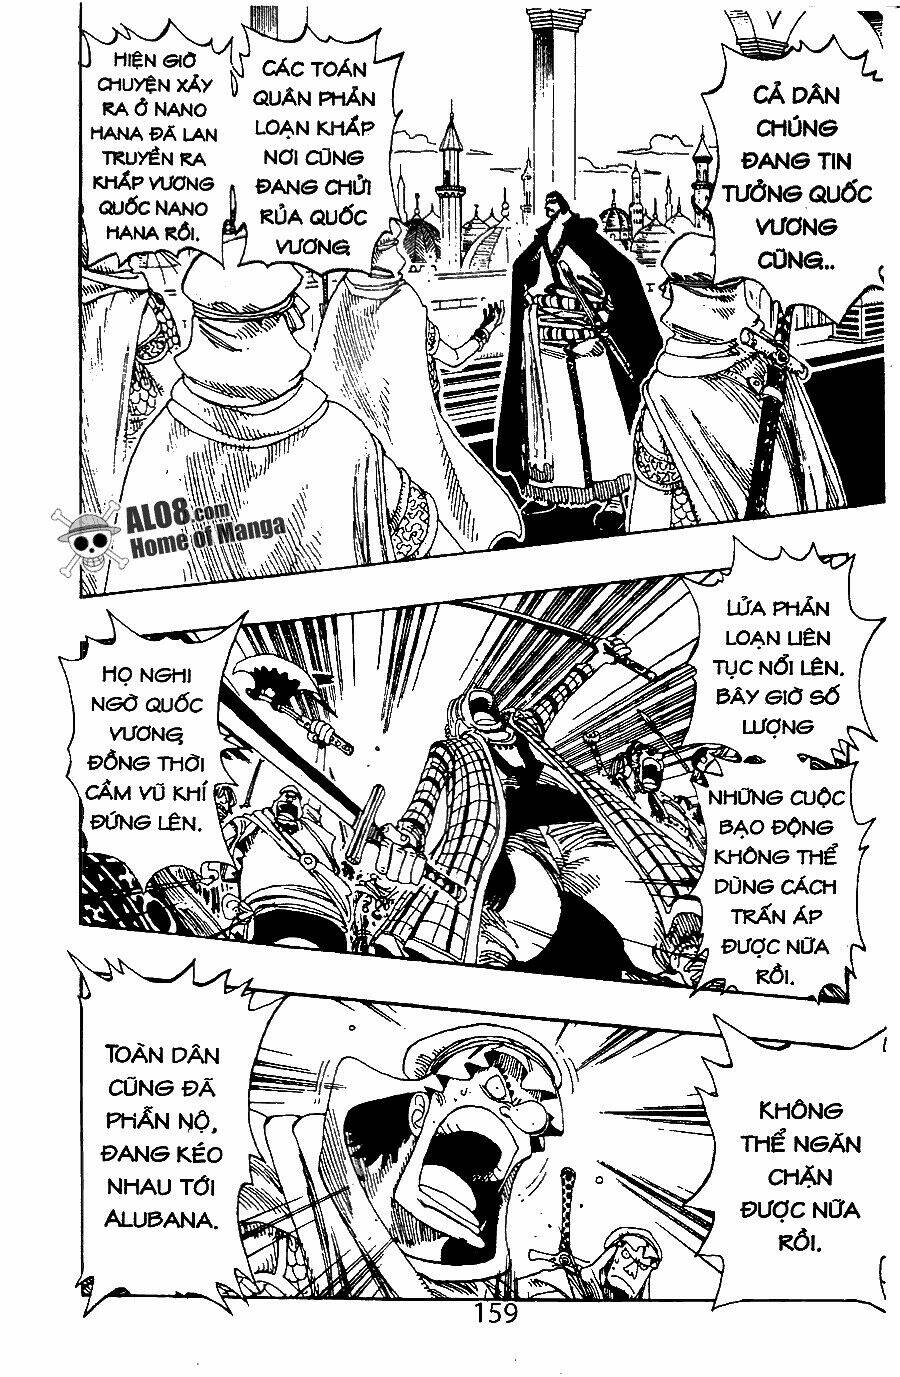 HIỆN GIỜ
CHUYỆN XẢY
RA Ở NANO
HANA ĐÃ LAN
TRUYỀN RA
KHẮP VƯƠNG
QUỐC NANO
HANA RỒI.
CÁC TOÁN
QUÂN PHẢN
LOẠN KHẮP
NƠI CŨNG
ĐANG CHỬI
RỦA QUỐC
VƯƠNG.
CẢ DÂN
CHÚNG
ĐANG TIN
TƯỞNG QUỐC
VƯƠNG
CŨNG...
AL08.com
Home of Manga
HỌ NGHI
NGỜ QUỐC
VƯƠNG,
ĐỒNG THỜI
CẦM VŨ KHÍ
ĐỨNG LÊN.
LỬA PHẢN
LOẠN LIÊN
TỤC NỔI LÊN.
BÂY GIỜ SỐ
LƯỢNG
NHỮNG CUỘC
BẠO ĐỘNG
KHÔNG THỂ
DÙNG CÁCH
TRẤN ÁP
ĐƯỢC NỮA
RỒI.
TOÀN DÂN
CŨNG ĐÃ
PHẪN NỘ,
ĐANG KÉO
NHAU TỚI
ALUBANA.
KHÔNG
THỂ NGĂN
CHẶN
ĐƯỢC NỮA
RỒI.
159